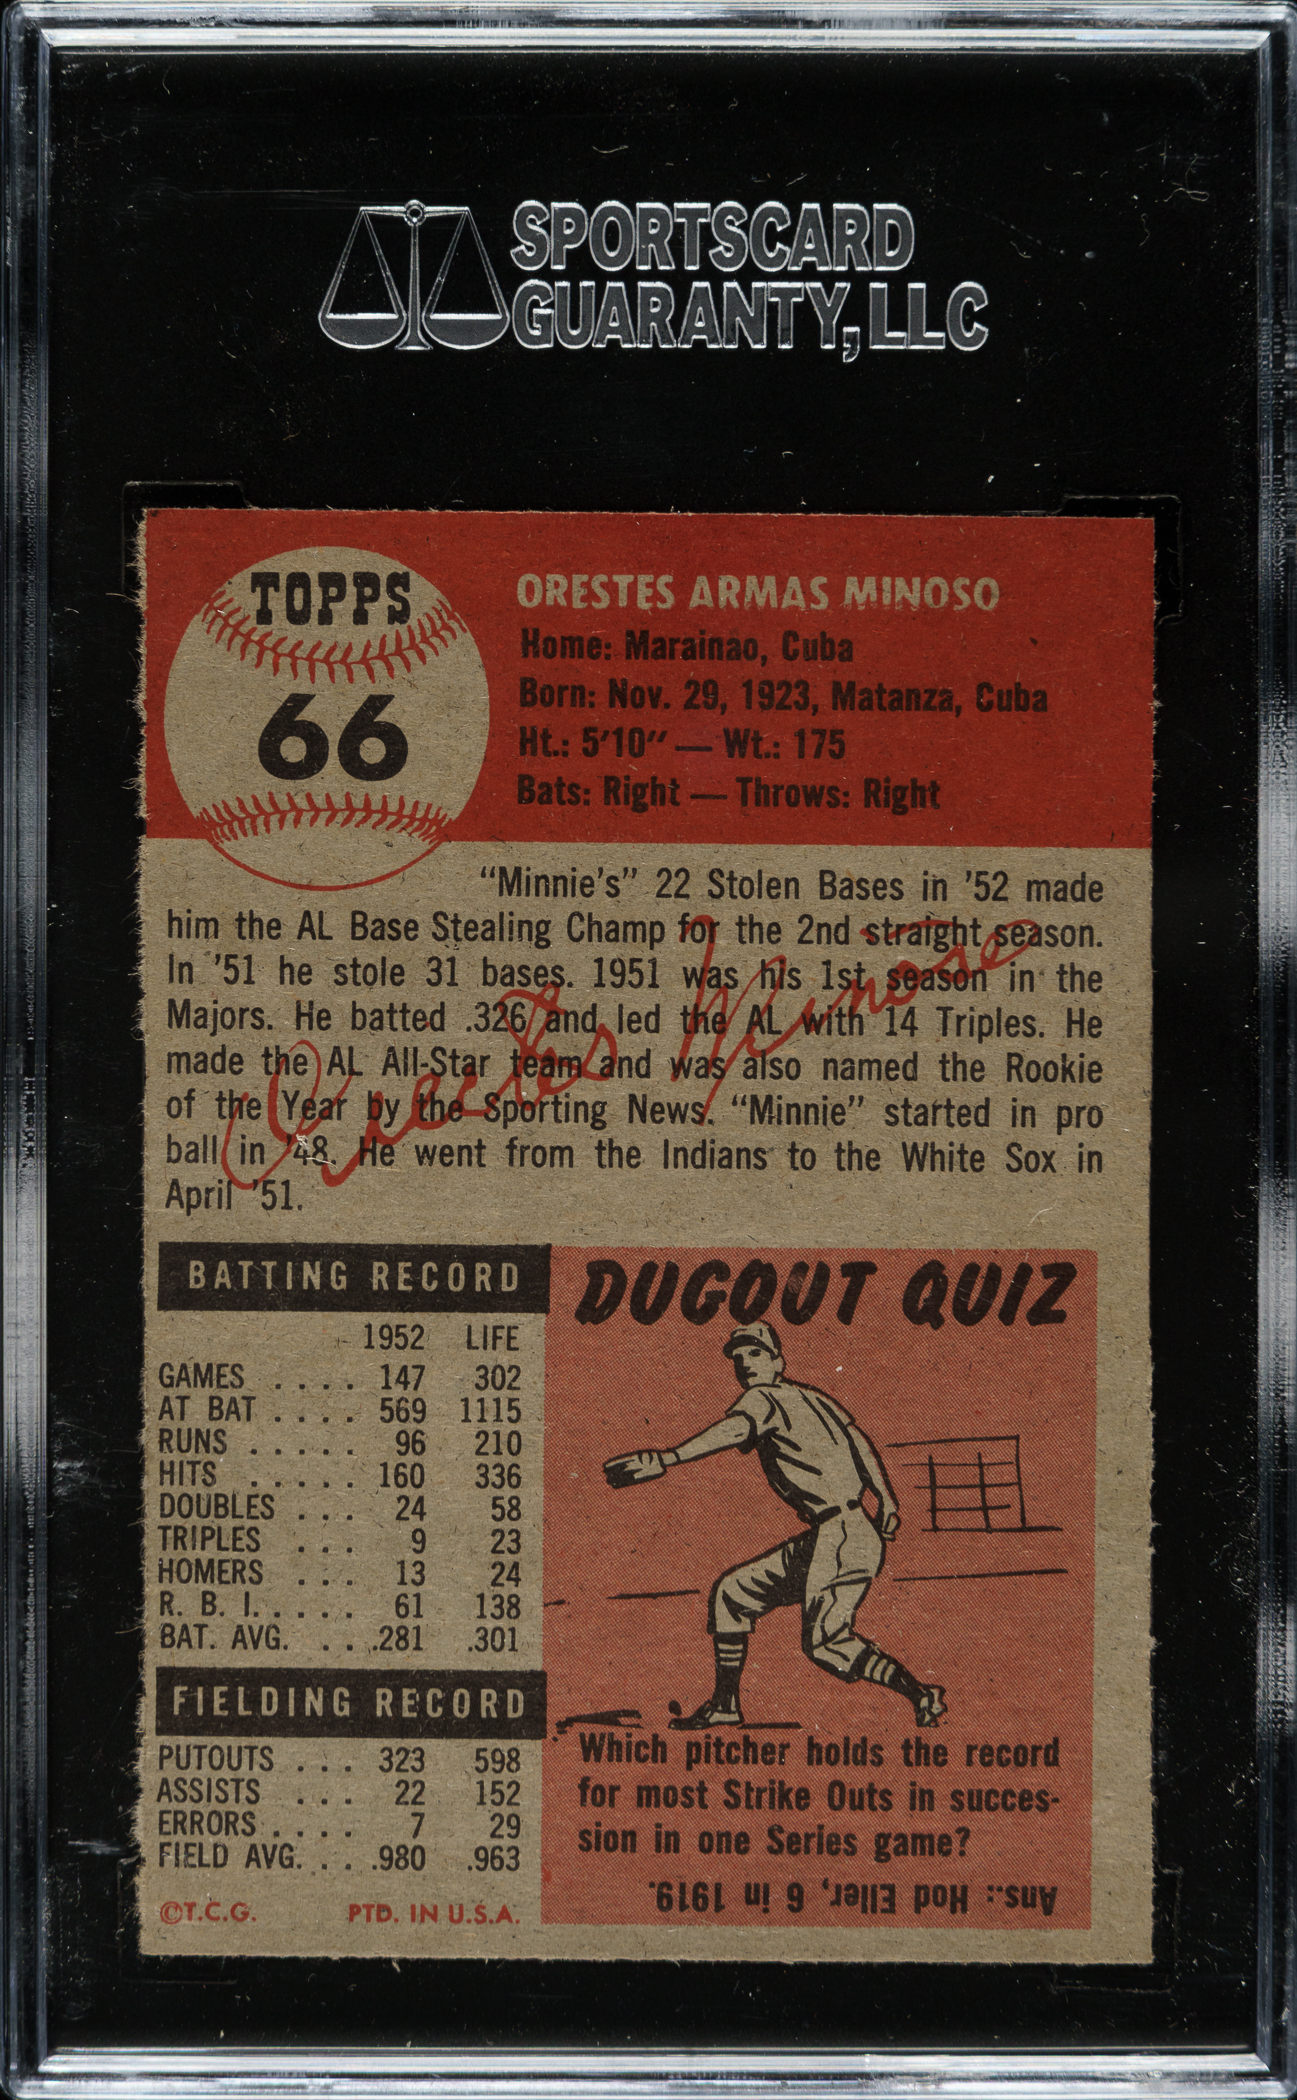 SPORTSCARD
GUARANTY, LLC
TOPPS
66
ORESTES ARMAS MINOSO
Home: Marainao, Cuba
Born: Nov. 29, 1923, Matanza, Cuba
Ht.: 5'10" — Wt.: 175
Bats: Right — Throws: Right
"Minnie's" 22 Stolen Bases in '52 made
him the AL Base Stealing Champ for the 2nd straight season.
In '51 he stole 31 bases. 1951 was his 1st season in the
Majors. He batted .326 and led the AL with 14 Triples. He
made the AL All-Star team and was also named the Rookie
of the Year by the Sporting News. "Minnie" started in pro
ball in '48. He went from the Indians to the White Sox in
April '51.
Orestes Minoso
BATTING RECORD
1952 LIFE
GAMES .... 147 302
AT BAT .... 569 1115
RUNS ..... 96 210
HITS ..... 160 336
DOUBLES ... 24 58
TRIPLES ... 9 23
HOMERS ... 13 24
R. B. I. .... 61 138
BAT. AVG. ... .281 .301
FIELDING RECORD
PUTOUTS ... 323 598
ASSISTS ... 22 152
ERRORS .... 7 29
FIELD AVG. ... .980 .963
©T.C.G. PTD. IN U.S.A.
DUGOUT QUIZ
Which pitcher holds the record
for most Strike Outs in succes-
sion in one Series game?
Ans.: Hod Eller, 6 in 1919.